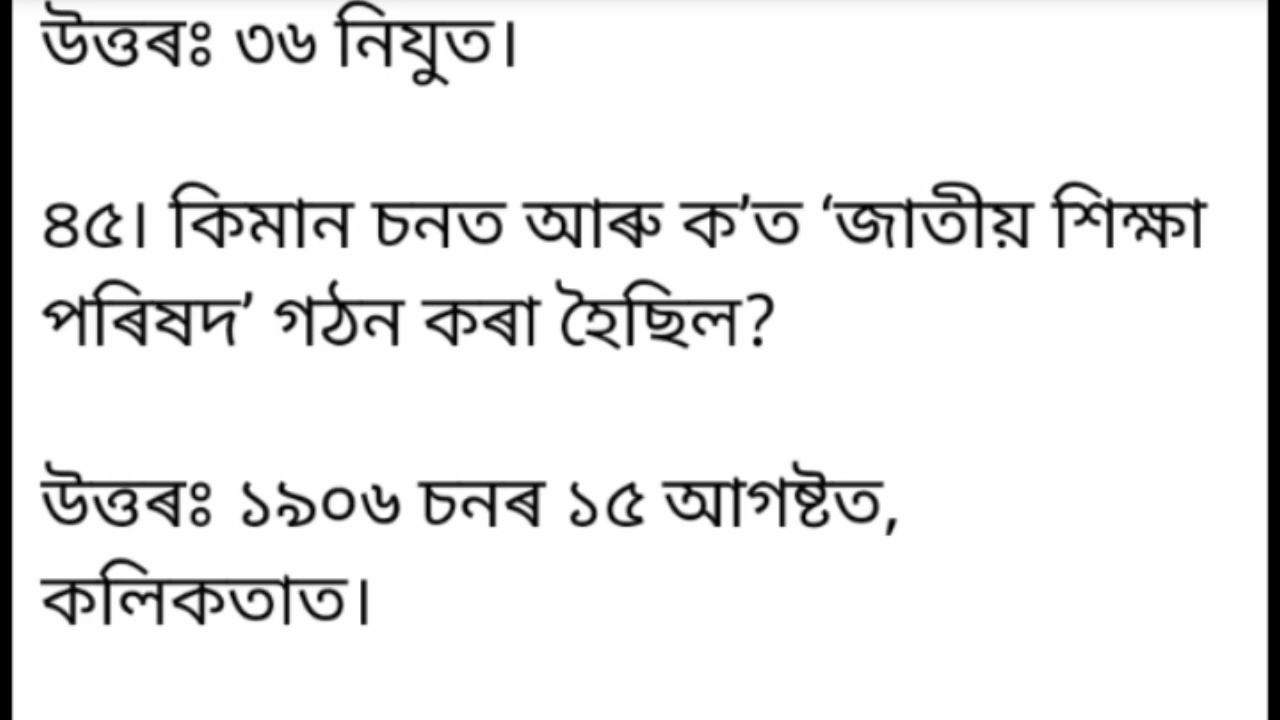 উত্তৰঃ ৩৬ নিযুত।
৪৫। কিমান চনত আৰু ক’ত ‘জাতীয় শিক্ষা
পৰিষদ’ গঠন কৰা হৈছিল?
উত্তৰঃ ১৯০৬ চনৰ ১৫ আগষ্টত,
কলিকতাত।